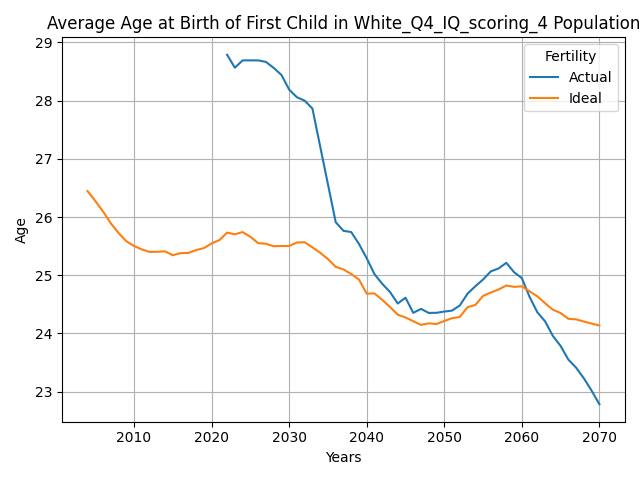 Average Age at Birth of First Child in White_Q4_IQ_scoring_4 Population
29
28
27
26
25
24
23
Age
Fertility
Actual
Ideal
2010 2020 2030 2040 2050 2060 2070
Years